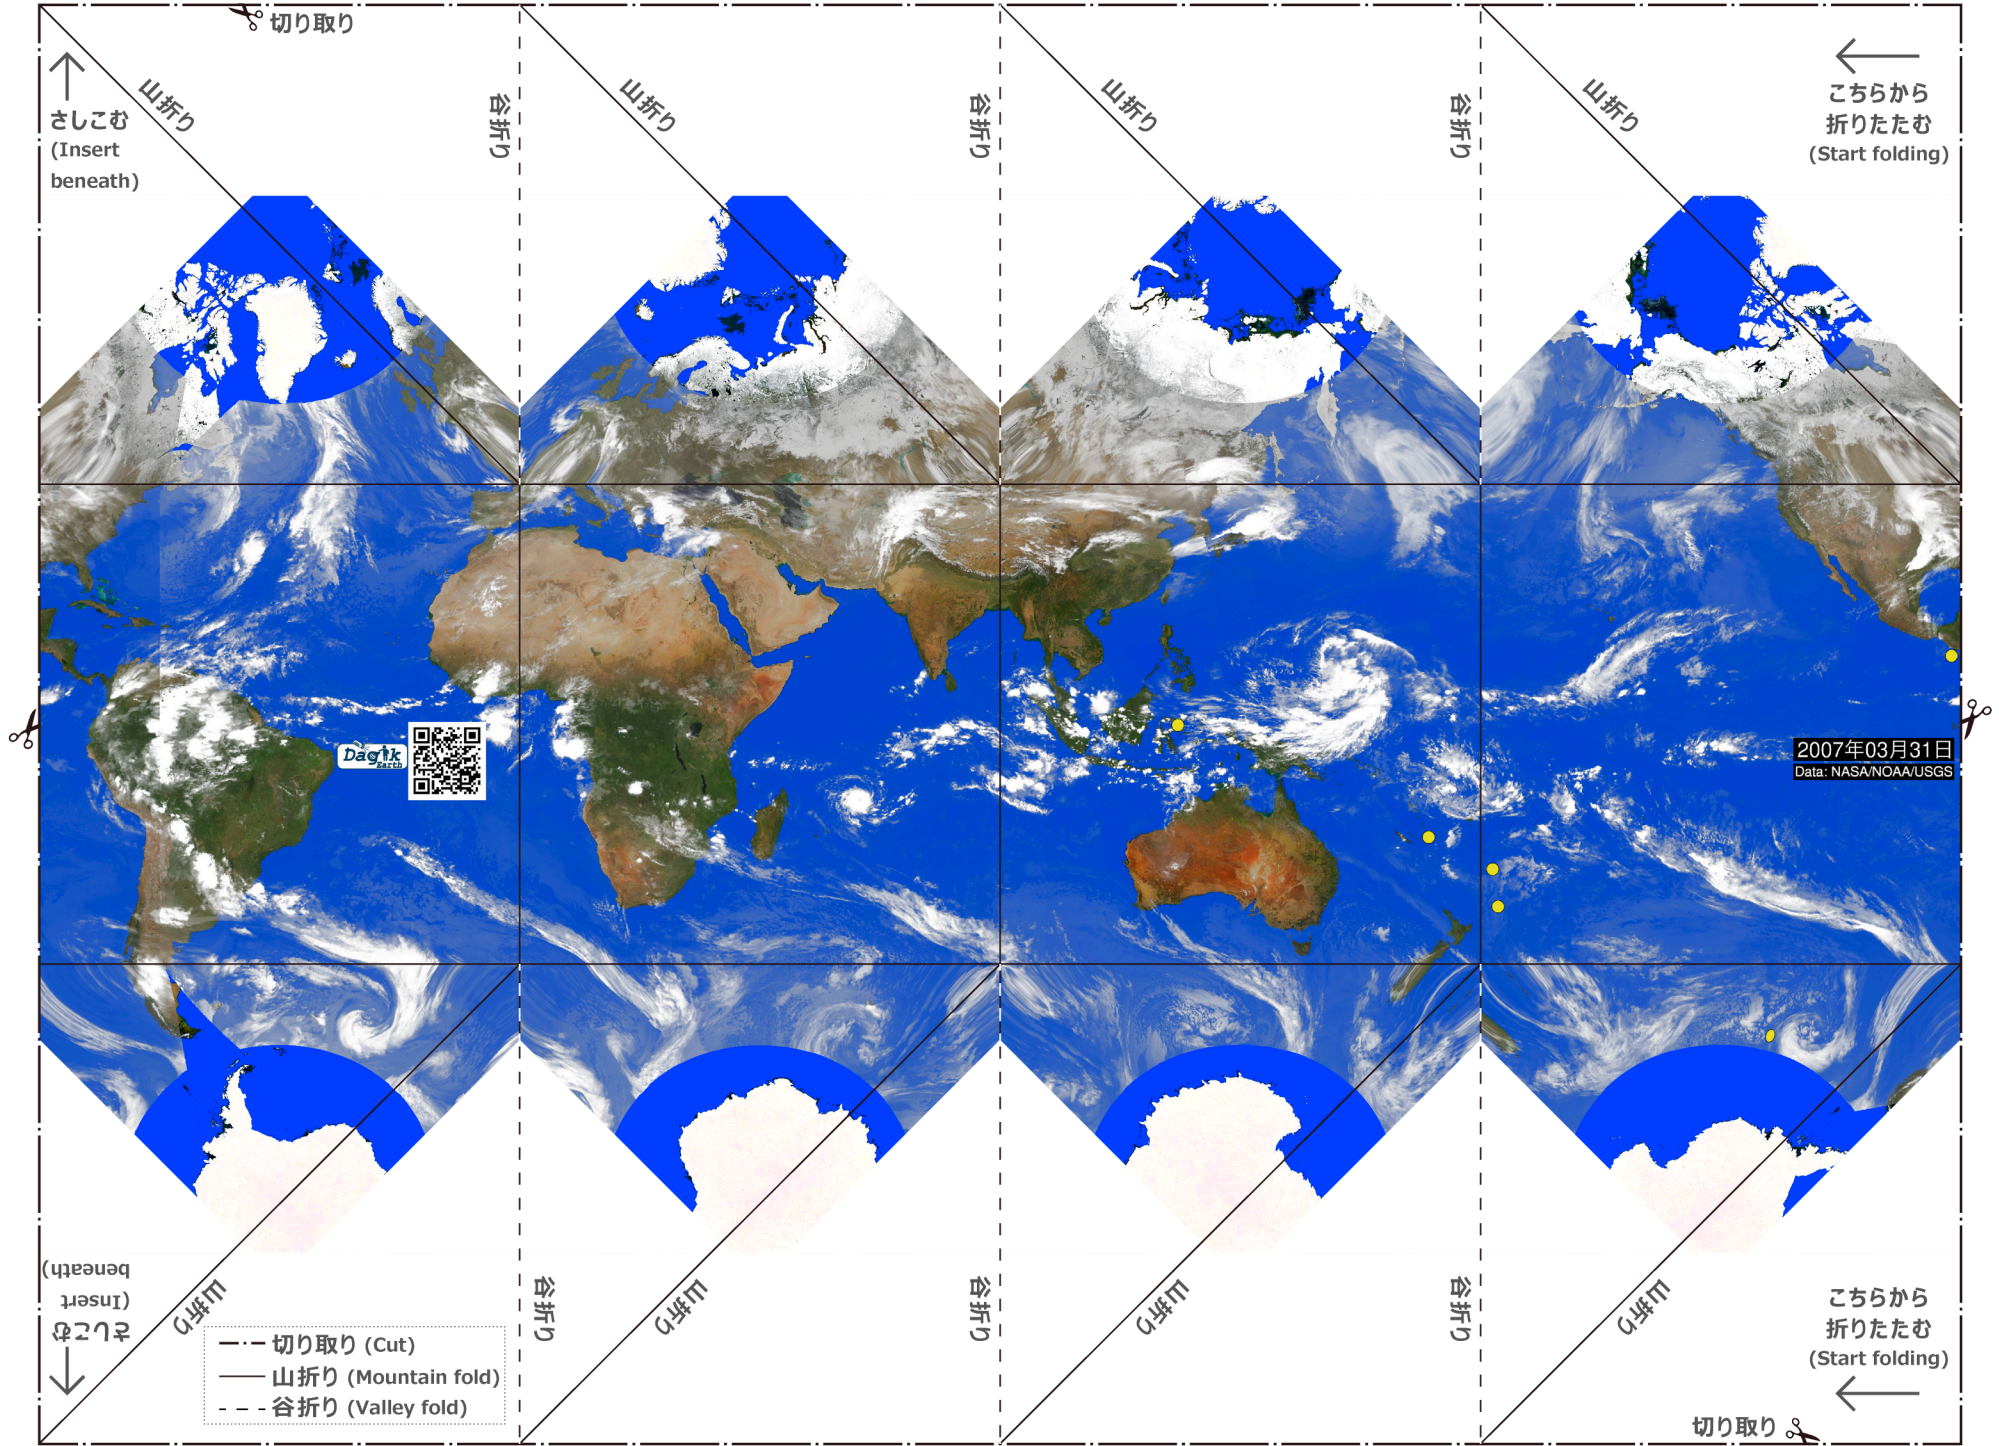 切り取り
さしこむ
(Insert
beneath)
山折り
谷折り
山折り
谷折り
山折り
谷折り
山折り
こちらから
折りたたむ
(Start folding)
Dagik
Earth
2007年03月31日
Data: NASA/NOAA/USGS
さしこむ
(Insert
beneath)
山折り
谷折り
山折り
谷折り
山折り
谷折り
山折り
こちらから
折りたたむ
(Start folding)
切り取り (Cut)
山折り (Mountain fold)
谷折り (Valley fold)
切り取り